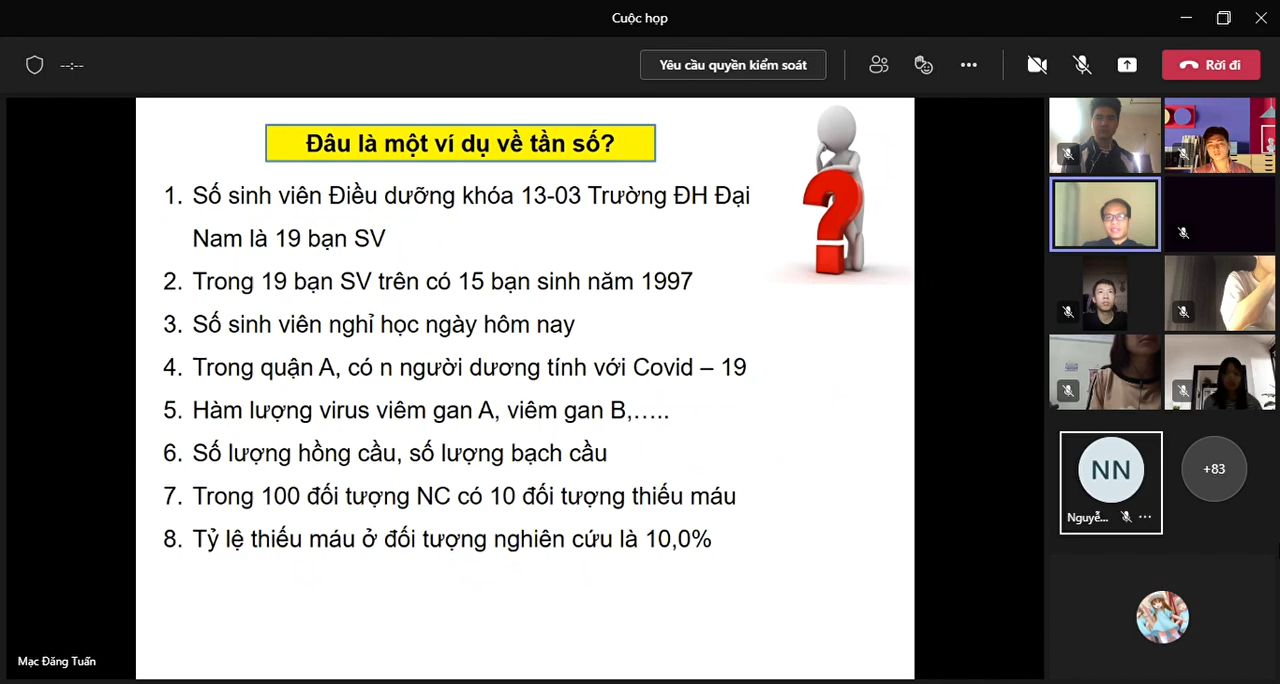 Cuộc họp
--:--
Yêu cầu quyền kiểm soát
Rời đi
Đâu là một ví dụ về tần số?
1. Số sinh viên Điều dưỡng khóa 13-03 Trường ĐH Đại
Nam là 19 bạn SV
2. Trong 19 bạn SV trên có 15 bạn sinh năm 1997
3. Số sinh viên nghỉ học ngày hôm nay
4. Trong quận A, có n người dương tính với Covid – 19
5. Hàm lượng virus viêm gan A, viêm gan B,…..
6. Số lượng hồng cầu, số lượng bạch cầu
7. Trong 100 đối tượng NC có 10 đối tượng thiếu máu
8. Tỷ lệ thiếu máu ở đối tượng nghiên cứu là 10,0%
NN
Nguyễ...
+83
Mạc Đăng Tuấn